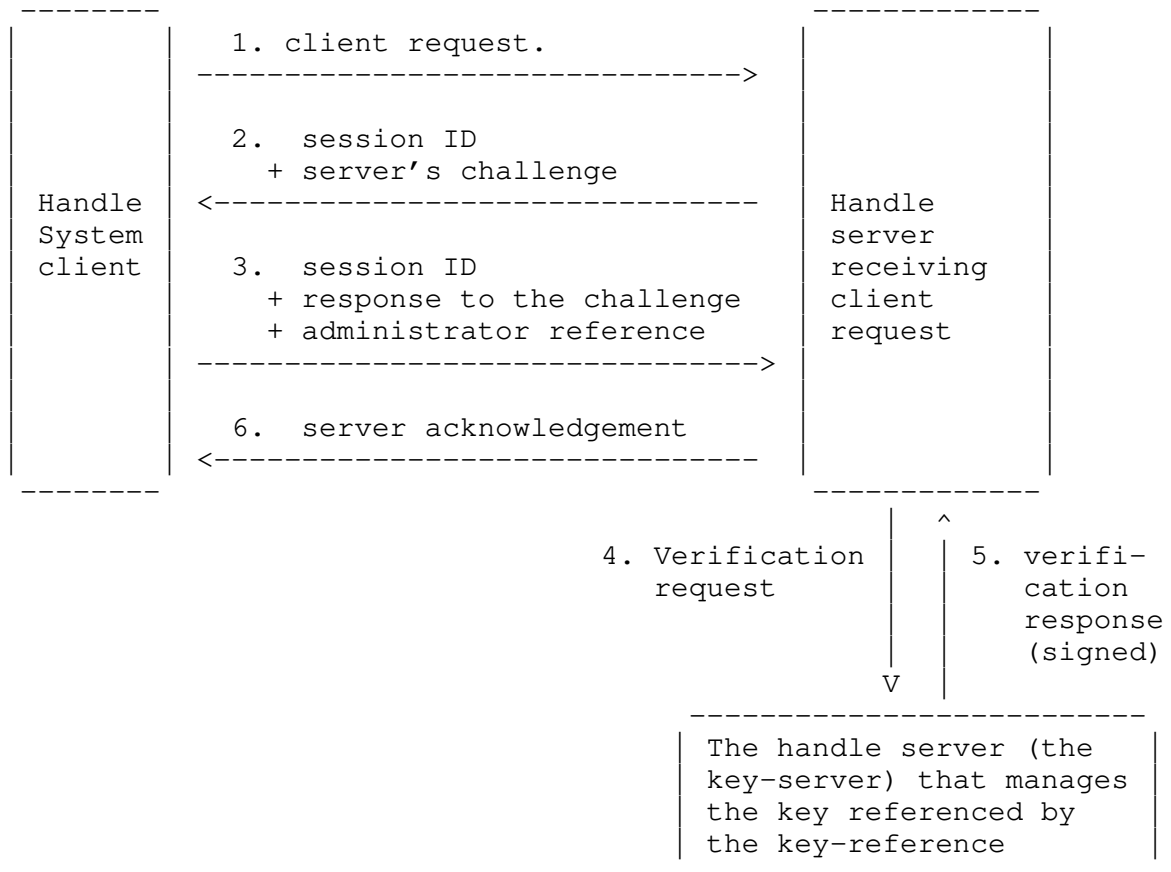 1. client request.
2. session ID
+ server's challenge
Handle
System
client
Handle
server
receiving
client
request
3. session ID
+ response to the challenge
+ administrator reference
6. server acknowledgement
4. Verification
request
5. verifi-
cation
response
(signed)
The handle server (the
key-server) that manages
the key referenced by
the key-reference